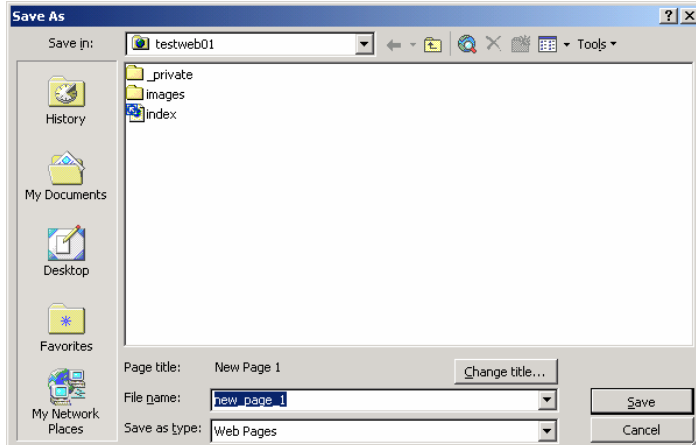 Save As
Save in:
testweb01
Tools
_private
images
index
History
My Documents
Desktop
Favorites
My Network
Places
Page title:
New Page 1
Change title...
File name:
new_page_1
Save
Save as type:
Web Pages
Cancel